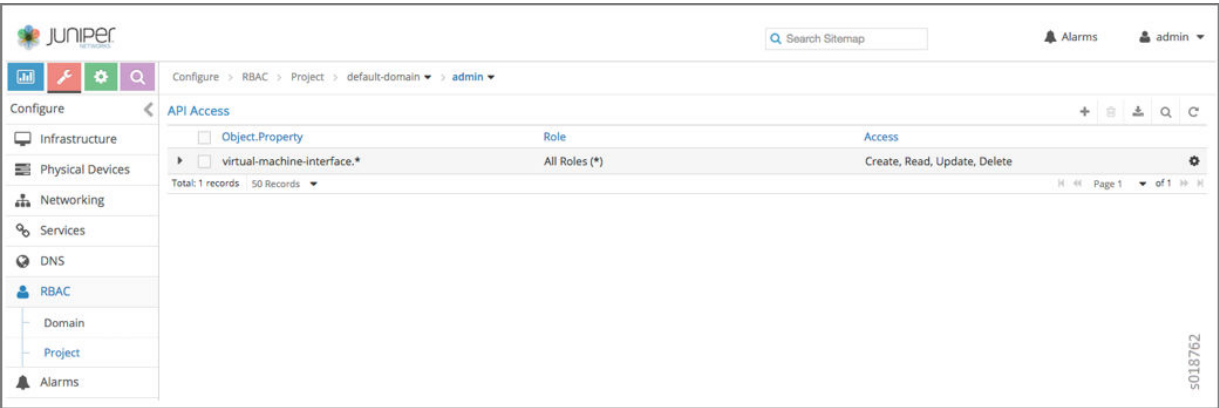 JUNIPER
NETWORKS
Search Sitemap
Alarms
admin
Configure > RBAC > Project > default-domain > admin
Configure
API Access
Object.Property Role Access
virtual-machine-interface.* All Roles (*) Create, Read, Update, Delete
Total: 1 records 50 Records Page 1 of 1
Infrastructure
Physical Devices
Networking
Services
DNS
RBAC
Domain
Project
Alarms
s018762